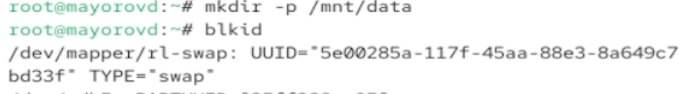 root@mayorovd:~# mkdir -p /mnt/data
root@mayorovd:~# blkid
/dev/mapper/rl-swap: UUID="5e00285a-117f-45aa-88e3-8a649c7
bd33f" TYPE="swap"